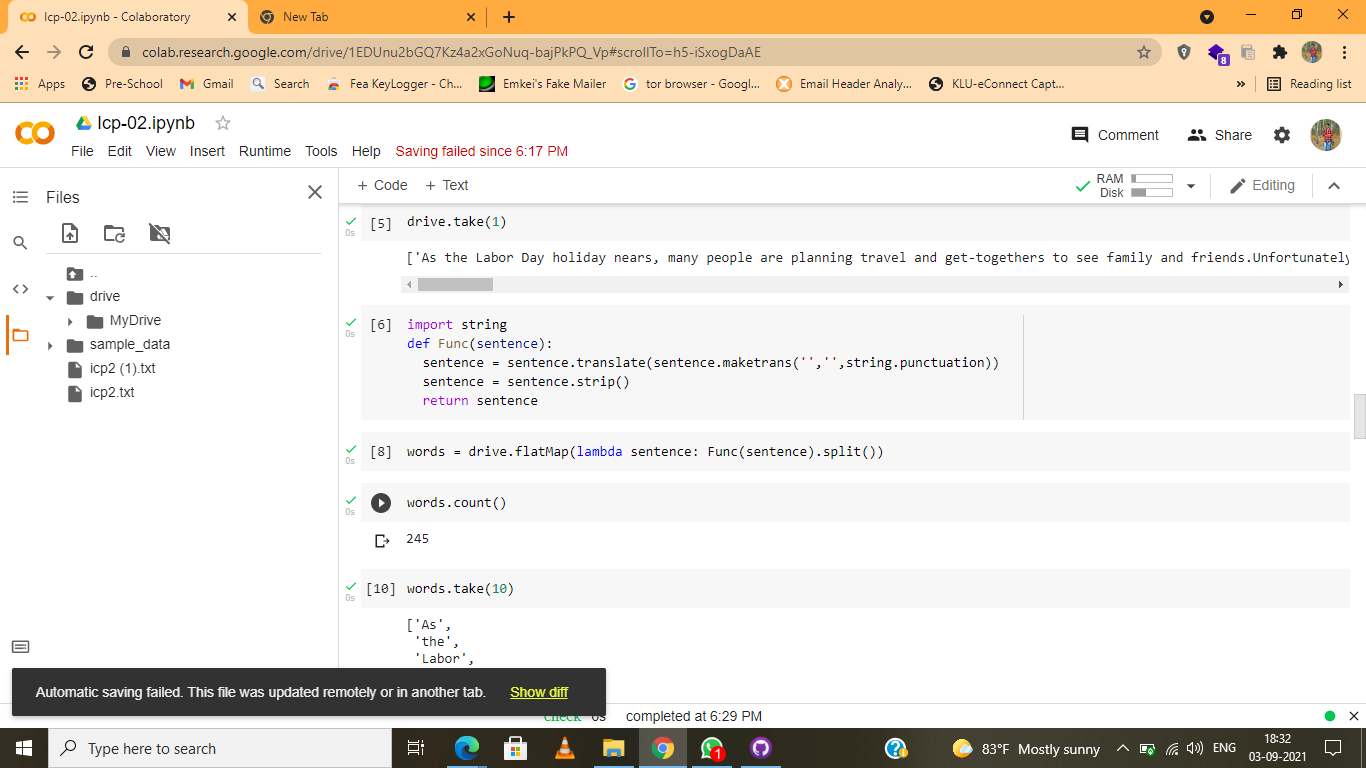 Icp-02.ipynb - Colaboratory
New Tab
colab.research.google.com/drive/1EDUnu2bGQ7Kz4a2xGoNuq-bajPkPQ_Vp#scrollTo=h5-iSxogDaAE
8
Apps Pre-School Gmail Search Fea KeyLogger - Ch... Emkei's Fake Mailer tor browser - Googl... Email Header Analy... KLU-eConnect Capt... » Reading list
Icp-02.ipynb
Comment Share
File Edit View Insert Runtime Tools Help Saving failed since 6:17 PM
Files
+ Code + Text
RAM
Disk
Editing
..
drive
MyDrive
sample_data
icp2 (1).txt
icp2.txt
[5] drive.take(1)
0s
['As the Labor Day holiday nears, many people are planning travel and get-togethers to see family and friends.Unfortunately
[6] import string
0s
def Func(sentence):
sentence = sentence.translate(sentence.maketrans('','',string.punctuation))
sentence = sentence.strip()
return sentence
[8] words = drive.flatMap(lambda sentence: Func(sentence).split())
0s
words.count()
0s
245
[10] words.take(10)
0s
['As',
'the',
'Labor',
Automatic saving failed. This file was updated remotely or in another tab. Show diff
check 0s completed at 6:29 PM
Type here to search
1
83°F Mostly sunny
ENG
18:32
03-09-2021